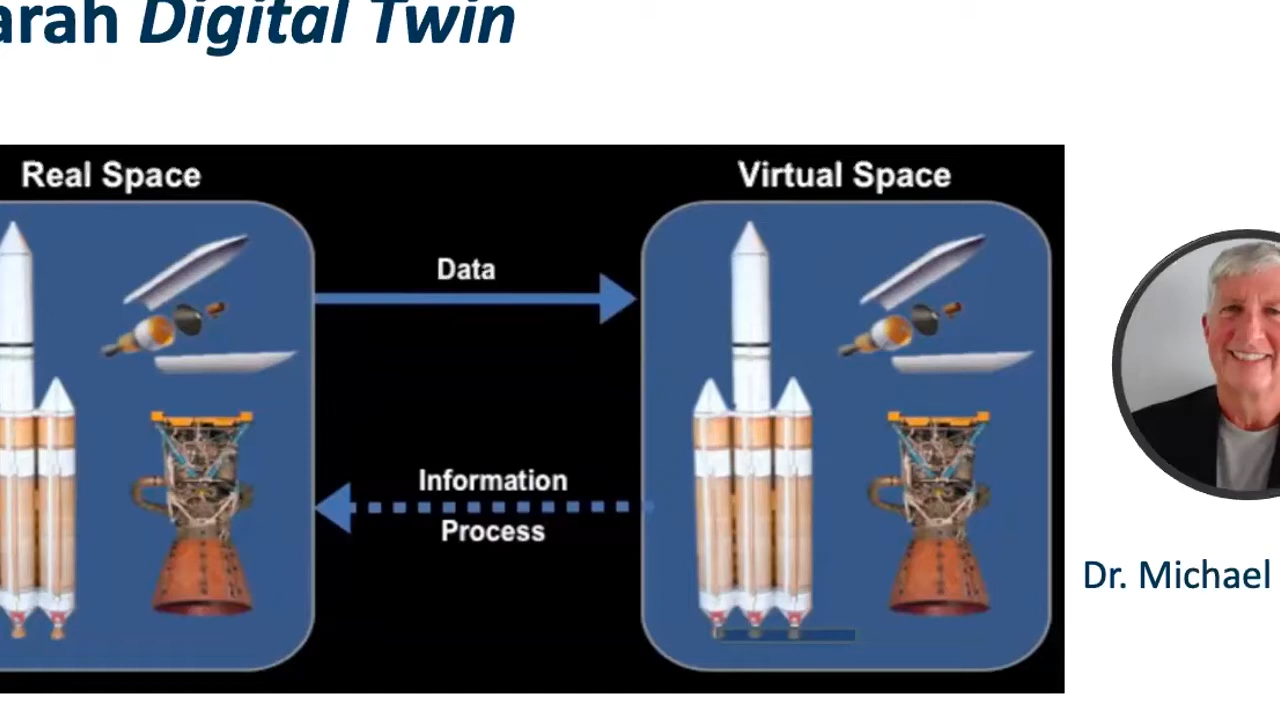 arah Digital Twin
Real Space
Virtual Space
Data
Information
Process
Dr. Michael